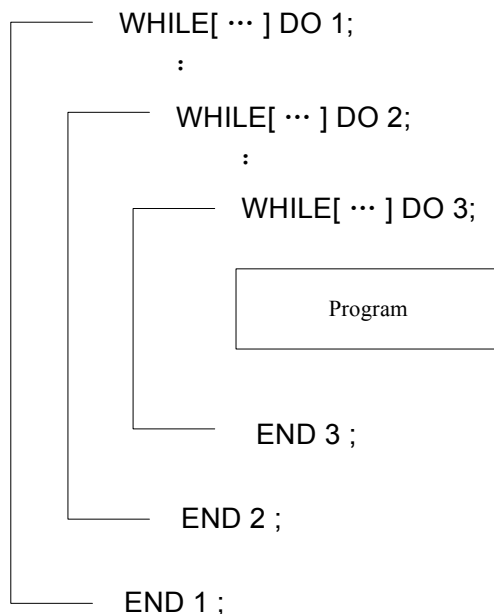 WHILE[ ··· ] DO 1;
:
WHILE[ ··· ] DO 2;
:
WHILE[ ··· ] DO 3;
Program
END 3 ;
END 2 ;
END 1 ;